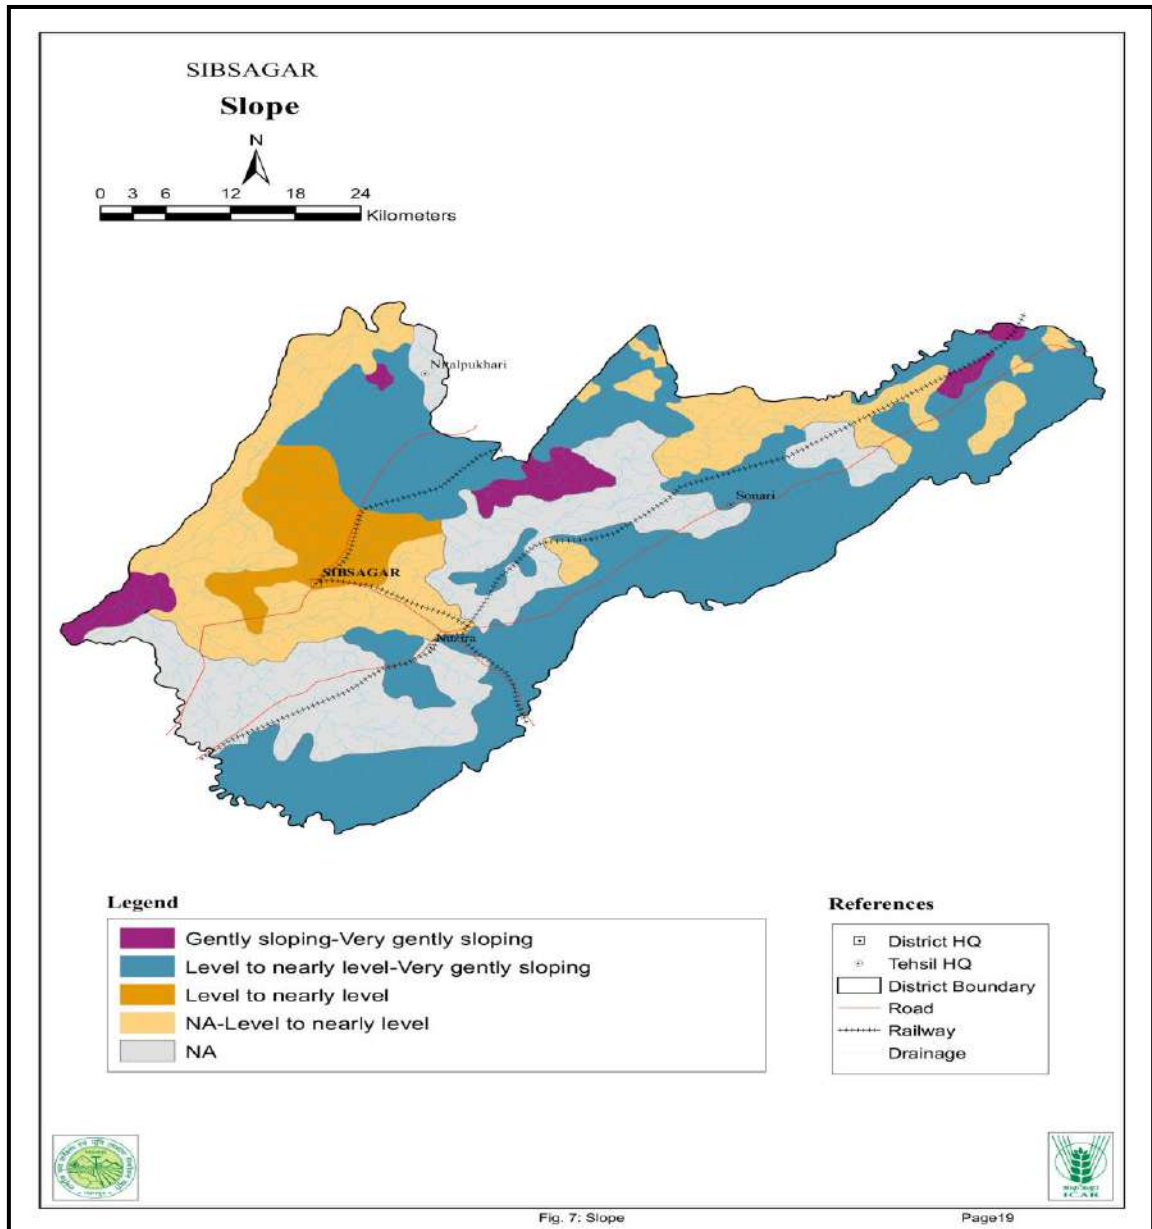 SIBSAGAR
Slope
N
0 3 6 12 18 24
Kilometers
Nitalpukhari
Sonari
SIBSAGAR
Nazira
Legend
Gently sloping-Very gently sloping
Level to nearly level-Very gently sloping
Level to nearly level
NA-Level to nearly level
NA
References
District HQ
Tehsil HQ
District Boundary
Road
Railway
Drainage
ICAR
Fig. 7: Slope
Page19